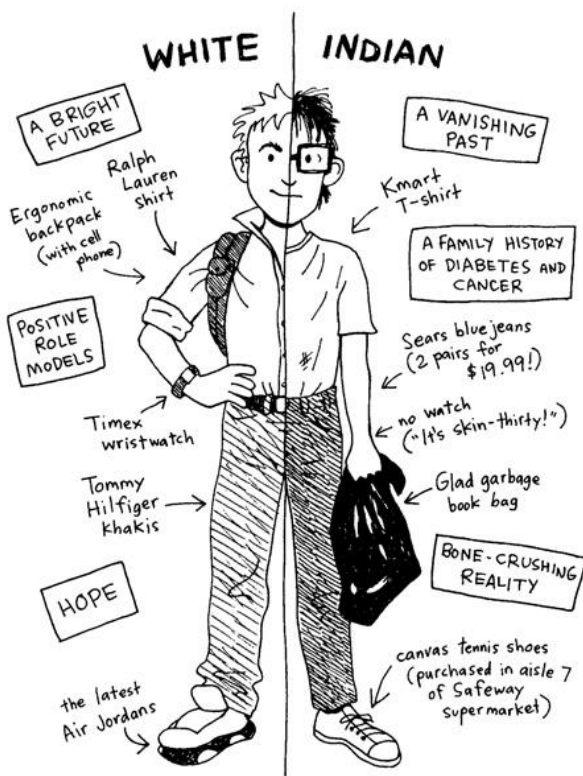 WHITE
INDIAN
A BRIGHT
FUTURE
Ralph
Lauren
shirt
Ergonomic
backpack
(with cell
phone)
POSITIVE
ROLE
MODELS
Timex
wristwatch
Tommy
Hilfiger
khakis
HOPE
the latest
Air Jordans
A VANISHING
PAST
Kmart
T-shirt
A FAMILY HISTORY
OF DIABETES AND
CANCER
Sears blue jeans
(2 pairs for
$19.99!)
no watch
("It's skin-thirty!")
Glad garbage
book bag
BONE-CRUSHING
REALITY
canvas tennis shoes
(purchased in aisle 7
of Safeway
supermarket)